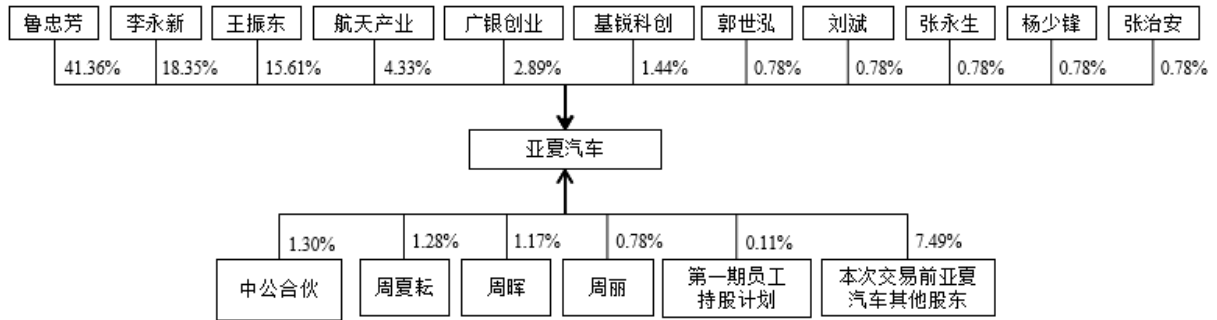 鲁忠芳 李永新 王振东 航天产业 广银创业 基锐科创 郭世泓 刘斌 张永生 杨少锋 张治安
41.36% 18.35% 15.61% 4.33% 2.89% 1.44% 0.78% 0.78% 0.78% 0.78% 0.78%
亚夏汽车
1.30% 1.28% 1.17% 0.78% 0.11% 7.49%
中公合伙 周夏耘 周晖 周丽 第一期员工 本次交易前亚夏
持股计划 汽车其他股东